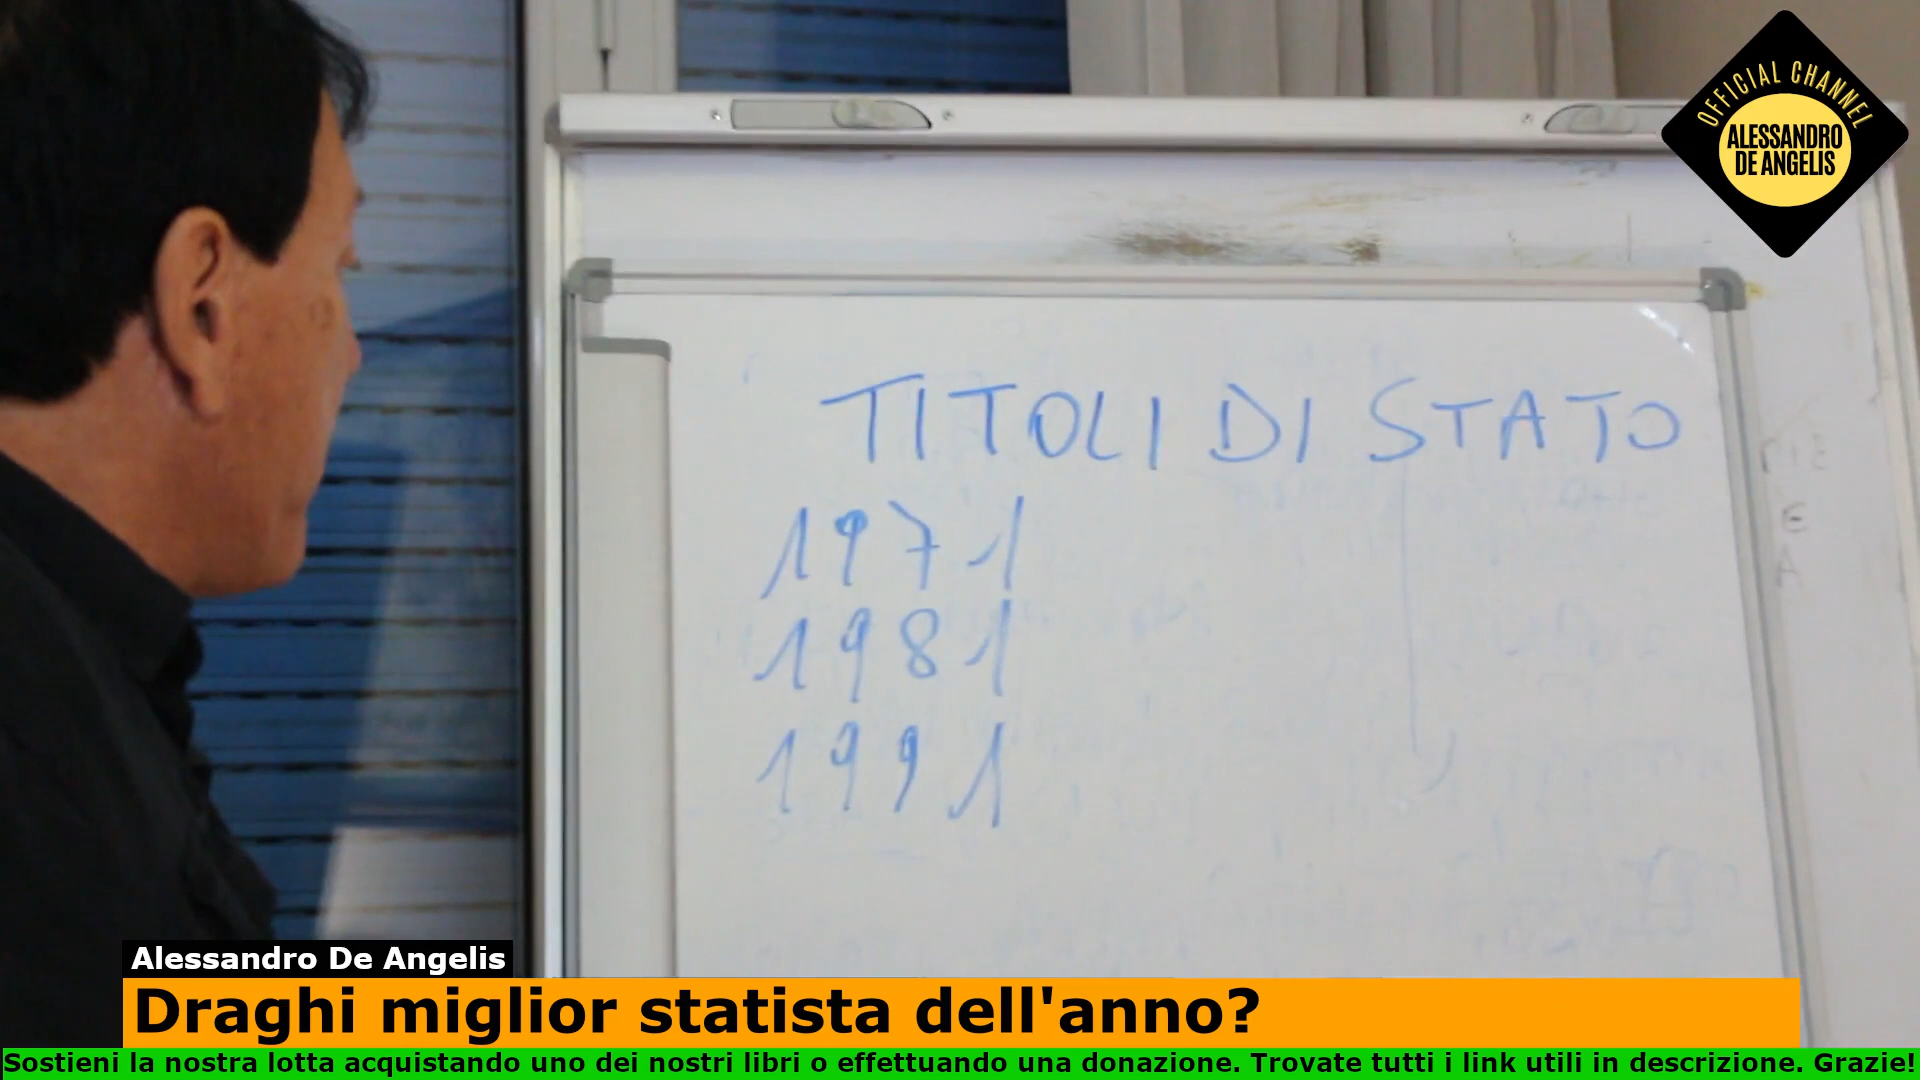 OFFICIAL CHANNEL
ALESSANDRO
DE ANGELIS
TITOLI DI STATO
1971
1981
1991
E
A
Alessandro De Angelis
Draghi miglior statista dell'anno?
Sostieni la nostra lotta acquistando uno dei nostri libri o effettuando una donazione. Trovate tutti i link utili in descrizione. Grazie!